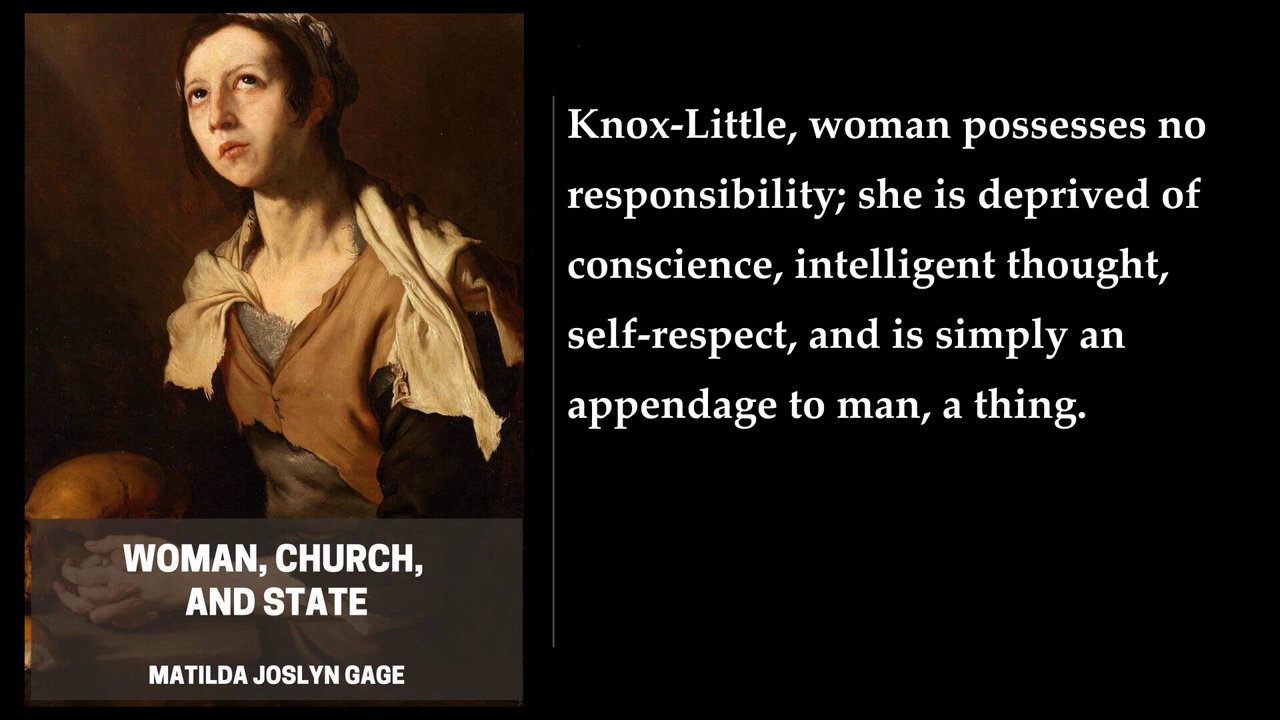 Knox-Little, woman possesses no
responsibility; she is deprived of
conscience, intelligent thought,
self-respect, and is simply an
appendage to man, a thing.
WOMAN, CHURCH,
AND STATE
MATILDA JOSLYN GAGE